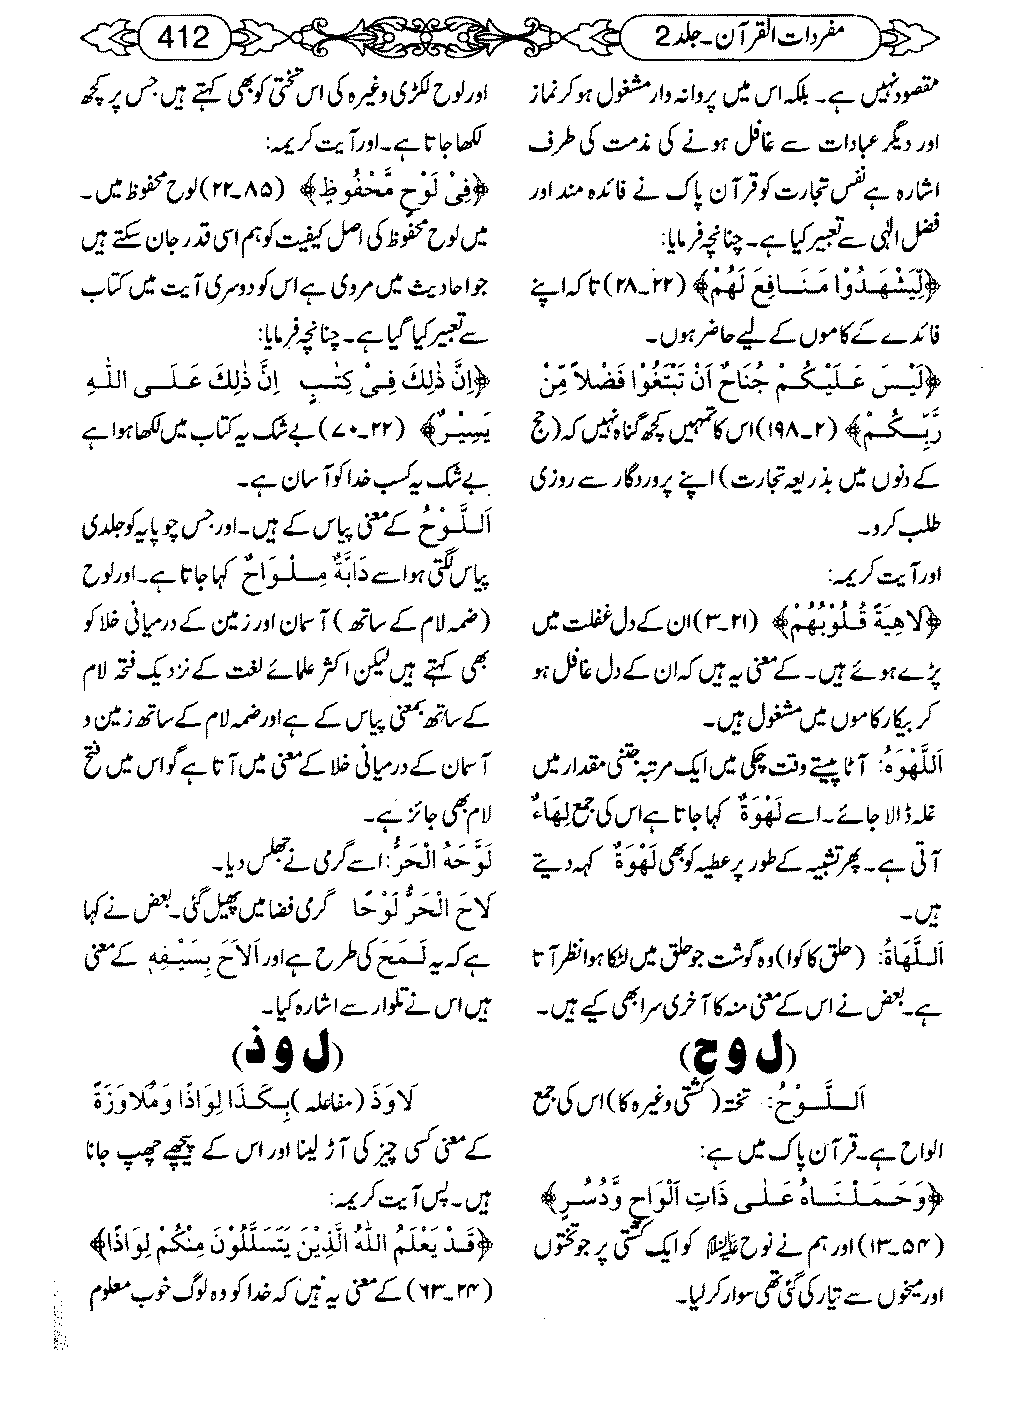 مفردات القرآن۔ جلد 2
412
مقصود نہیں ہے۔ بلکہ اس میں پروانہ وار مشغول ہو کر نماز
اور دیگر عبادات سے غافل ہونے کی مذمت کی طرف
اشارہ ہے نفس تجارت کو قرآن پاک نے فائدہ مند اور
فضل الٰہی سے تعبیر کیا ہے۔ چنانچہ فرمایا:
﴿لِّیَشْهَدُوْا مَنَافِعَ لَهُمْ﴾ (۲۲۔۲۸) تاکہ اپنے
فائدے کے کاموں کے لیے حاضر ہوں۔
﴿لَیْسَ عَلَیْكُمْ جُنَاحٌ اَنْ تَبْتَغُوْا فَضْلاً مِّنْ
رَّبِّكُمْ﴾ (۲۔۱۹۸) اس کا تمہیں کچھ گناہ نہیں کہ (حج
کے دنوں میں بذریعہ تجارت) اپنے پروردگار سے روزی
طلب کرو۔
اور آیت کریمہ:
﴿لَاهِیَةً قُلُوْبُهُمْ﴾ (۲۱۔۳) ان کے دل غفلت میں
پڑے ہوئے ہیں۔ کے معنی یہ ہیں کہ ان کے دل غافل ہو
کر بیکار کاموں میں مشغول ہیں۔
اَللَّهْوَةُ: آٹا پیستے وقت چکی میں ایک مرتبہ جتنی مقدار میں
غلہ ڈالا جائے۔ اسے لَهْوَةٌ کہا جاتا ہے اس کی جمع لِهَاءٌ
آتی ہے۔ پھر تشبیہ کے طور پر عطیہ کو بھی لَهْوَةٌ کہہ دیتے
ہیں۔
اَللَّهَاةُ: (حلق کا کوا) وہ گوشت جو حلق میں لٹکا ہوا نظر آتا
ہے۔ بعض نے اس کے معنی منہ کا آخری سرا بھی کیے ہیں۔
(ل و ح)
اَللَّوْحُ: تختہ (کشتی وغیرہ کا) اس کی جمع
الواح ہے۔ قرآن پاک میں ہے:
﴿وَحَمَلْنَاهُ عَلٰی ذَاتِ اَلْوَاحٍ وَّدُسُرٍ﴾
(۵۴۔۱۳) اور ہم نے نوح علیہ السلام کو ایک کشتی پر جو تختوں
اور میخوں سے تیار کی گئی تھی سوار کر لیا۔
اور لوح لکڑی وغیرہ کی اس تختی کو بھی کہتے ہیں جس پر کچھ
لکھا جاتا ہے۔ اور آیت کریمہ:
﴿فِیْ لَوْحٍ مَّحْفُوْظٍ﴾ (۸۵۔۲۲) لوح محفوظ میں۔
میں لوح محفوظ کی اصل کیفیت کو ہم اسی قدر جان سکتے ہیں
جو احادیث میں مروی ہے اس کو دوسری آیت میں کتاب
سے تعبیر کیا گیا ہے۔ چنانچہ فرمایا:
﴿اِنَّ ذٰلِكَ فِیْ كِتٰبٍ اِنَّ ذٰلِكَ عَلَی اللّٰهِ
یَسِیْرٌ﴾ (۲۲۔۷۰) بے شک یہ کتاب میں لکھا ہوا ہے
بے شک یہ کسب خدا کو آسان ہے۔
اَللَّوْحُ کے معنی پیاس کے ہیں۔ اور جس چوپایہ کو جلدی
پیاس لگتی ہو اسے دَابَّةٌ مِلْوَاحٌ کہا جاتا ہے۔ اور لوح
(ضمہ لام کے ساتھ) آسمان اور زمین کے درمیانی خلا کو
بھی کہتے ہیں لیکن اکثر علمائے لغت کے نزدیک فتحہ لام
کے ساتھ بمعنی پیاس کے ہے اور ضمہ لام کے ساتھ زمین و
آسمان کے درمیانی خلا کے معنی میں آتا ہے گو اس میں فتح
لام بھی جائز ہے۔
لَوَّحَهُ الْحَرُّ: اسے گرمی نے جھلس دیا۔
لَاحَ الْحَرُّ لَوْحًا گرمی فضا میں پھیل گئی۔ بعض نے کہا
ہے کہ یہ لَمَعَ کی طرح ہے اور اَلَاحَ بِسَیْفِهٖ کے معنی
ہیں اس نے تلوار سے اشارہ کیا۔
(ل و ذ)
لَاوَذَ (مفاعلہ) بِكَذَا لِوَاذًا وَمُلَاوَزَةً
کے معنی کسی چیز کی آڑ لینا اور اس کے پیچھے چھپ جانا
ہیں۔ پس آیت کریمہ:
﴿قَدْ یَعْلَمُ اللّٰهُ الَّذِیْنَ یَتَسَلَّلُوْنَ مِنْكُمْ لِوَاذًا﴾
(۲۴۔۶۳) کے معنی یہ ہیں کہ خدا کو وہ لوگ خوب معلوم